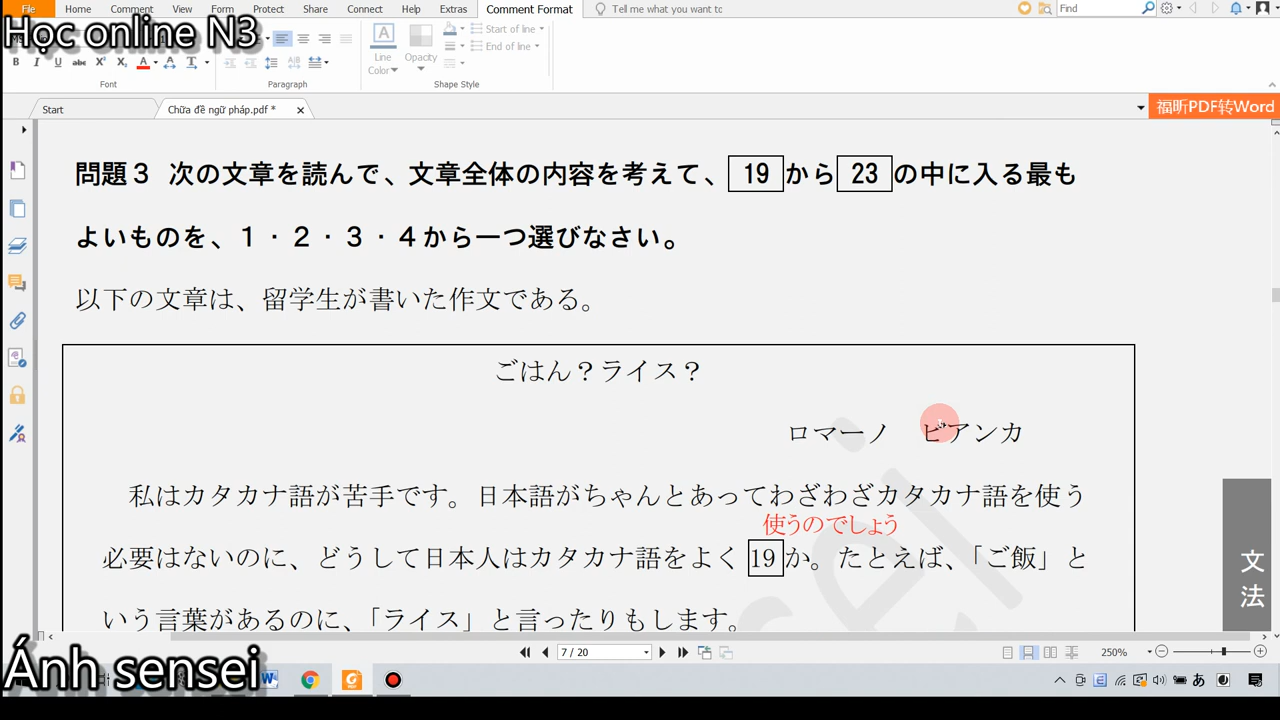 File Home Comment View Form Protect Share Connect Help Extras Comment Format Tell me what you want tc Find
Học online N3
Line Color
Opacity
Start of line
End of line
Font Paragraph Shape Style
Start Chữa đề ngữ pháp.pdf *
福昕PDF转Word
問題３ 次の文章を読んで、文章全体の内容を考えて、 19 から 23 の中に入る最も
よいものを、１・２・３・４から一つ選びなさい。
以下の文章は、留学生が書いた作文である。
ごはん？ライス？
ロマーノ ビアンカ
私はカタカナ語が苦手です。日本語がちゃんとあってわざわざカタカナ語を使う
使うのでしょう
必要はないのに、どうして日本人はカタカナ語をよく 19 か。たとえば、「ご飯」と
いう言葉があるのに、「ライス」と言ったりもします。
文法
7 / 20
250%
Ánh sensei